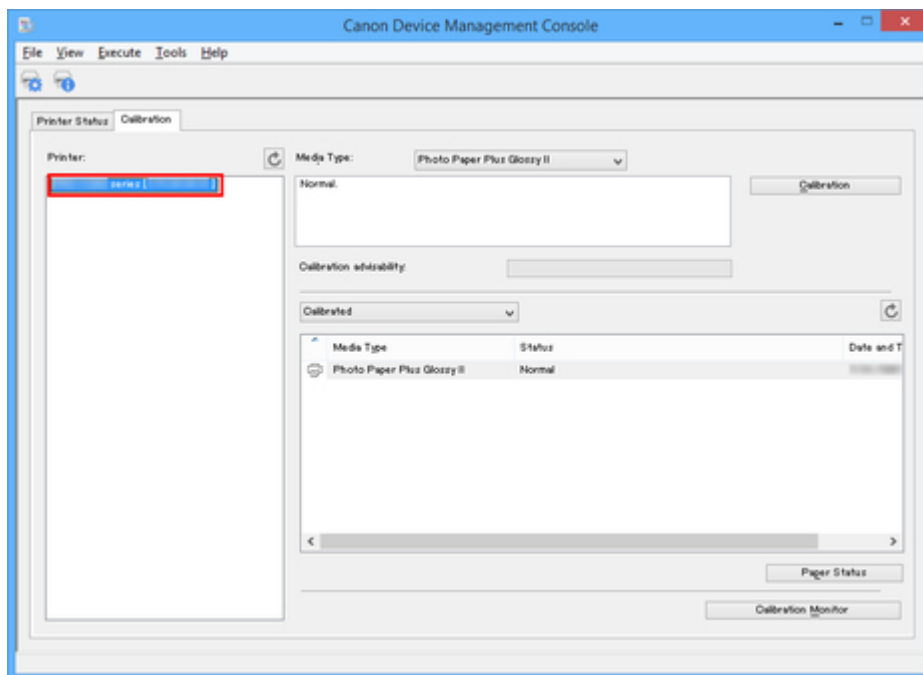 Canon Device Management Console
File View Execute Tools Help
Printer Status Calibration
Printer: Media Type: Photo Paper Plus Glossy II
series [ ]
Normal.
Calibration
Calibration advisability:
Calibrated
Media Type Status Date and T
Photo Paper Plus Glossy II Normal
Paper Status
Calibration Monitor